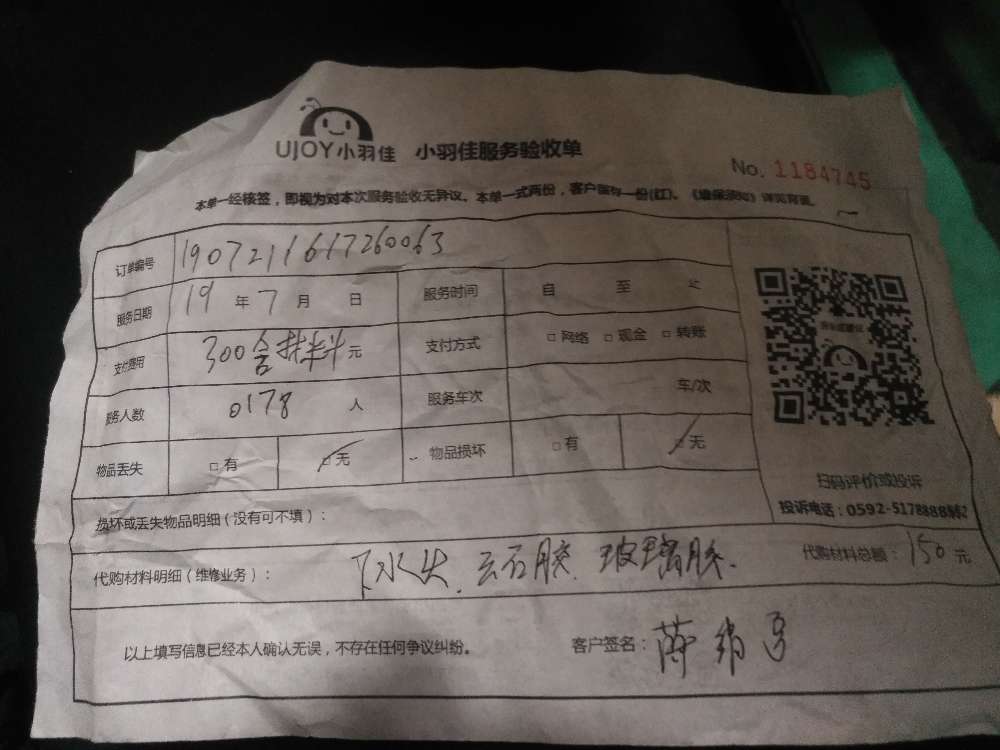 UJOY小羽佳 小羽佳服务验收单
No. 1184745
本单一经核签，即视为对本次服务验收无异议。本单一式两份，客户留存一份(红)。《维保须知》详见背面。
订单编号 1907211617260063
服务日期 19 年 7 月 日 服务时间 自 至 止
支付费用 300含材料 元 支付方式 □ 网络 □ 现金 □ 转账
服务人数 0178 人 服务车次 车/次
物品丢失 □ 有 □ 无 物品损坏 □ 有 □ 无
扫码评价或投诉
投诉电话：0592-5178888
损坏或丢失物品明细（没有可不填）：
代购材料明细（维修业务）： 下水头、云石胶、玻璃胶. 代购材料总额：150 元
以上填写信息已经本人确认无误，不存在任何争议纠纷。 客户签名：蒋